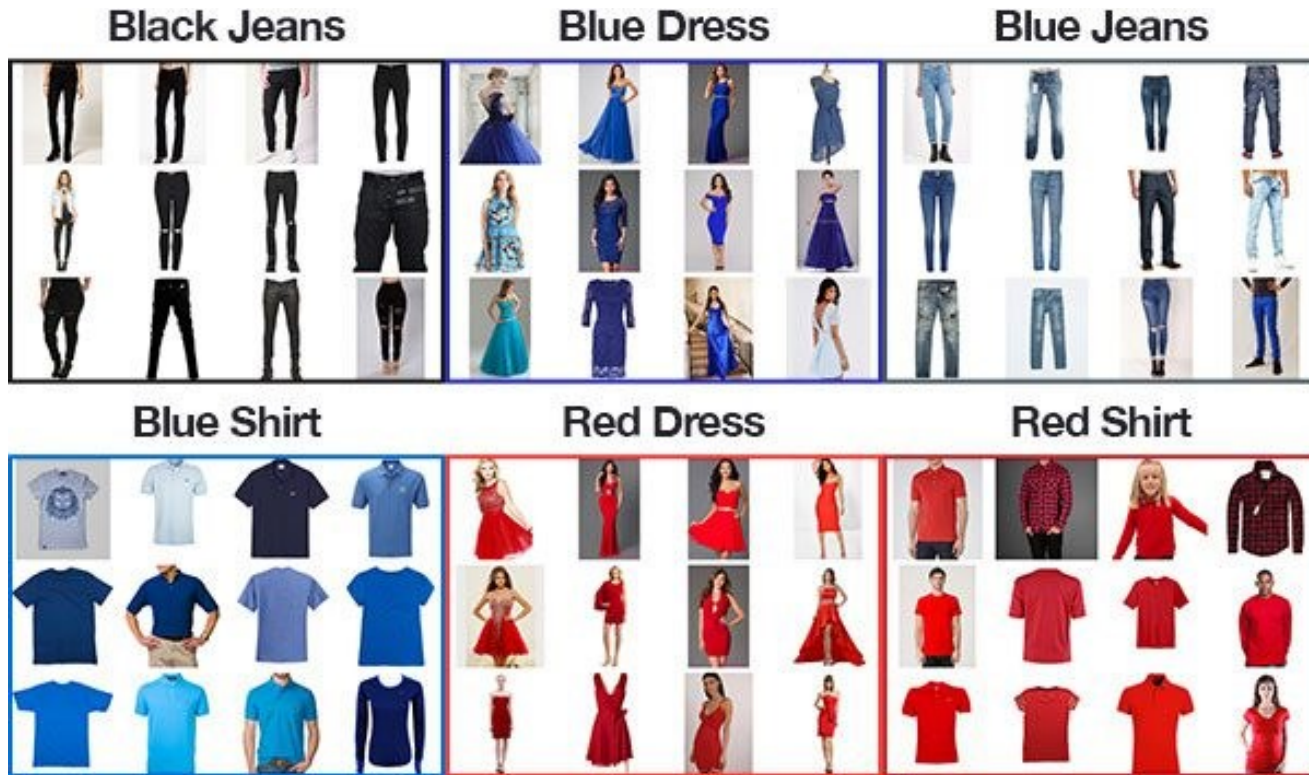 Black Jeans
Blue Dress
Blue Jeans
Blue Shirt
Red Dress
Red Shirt